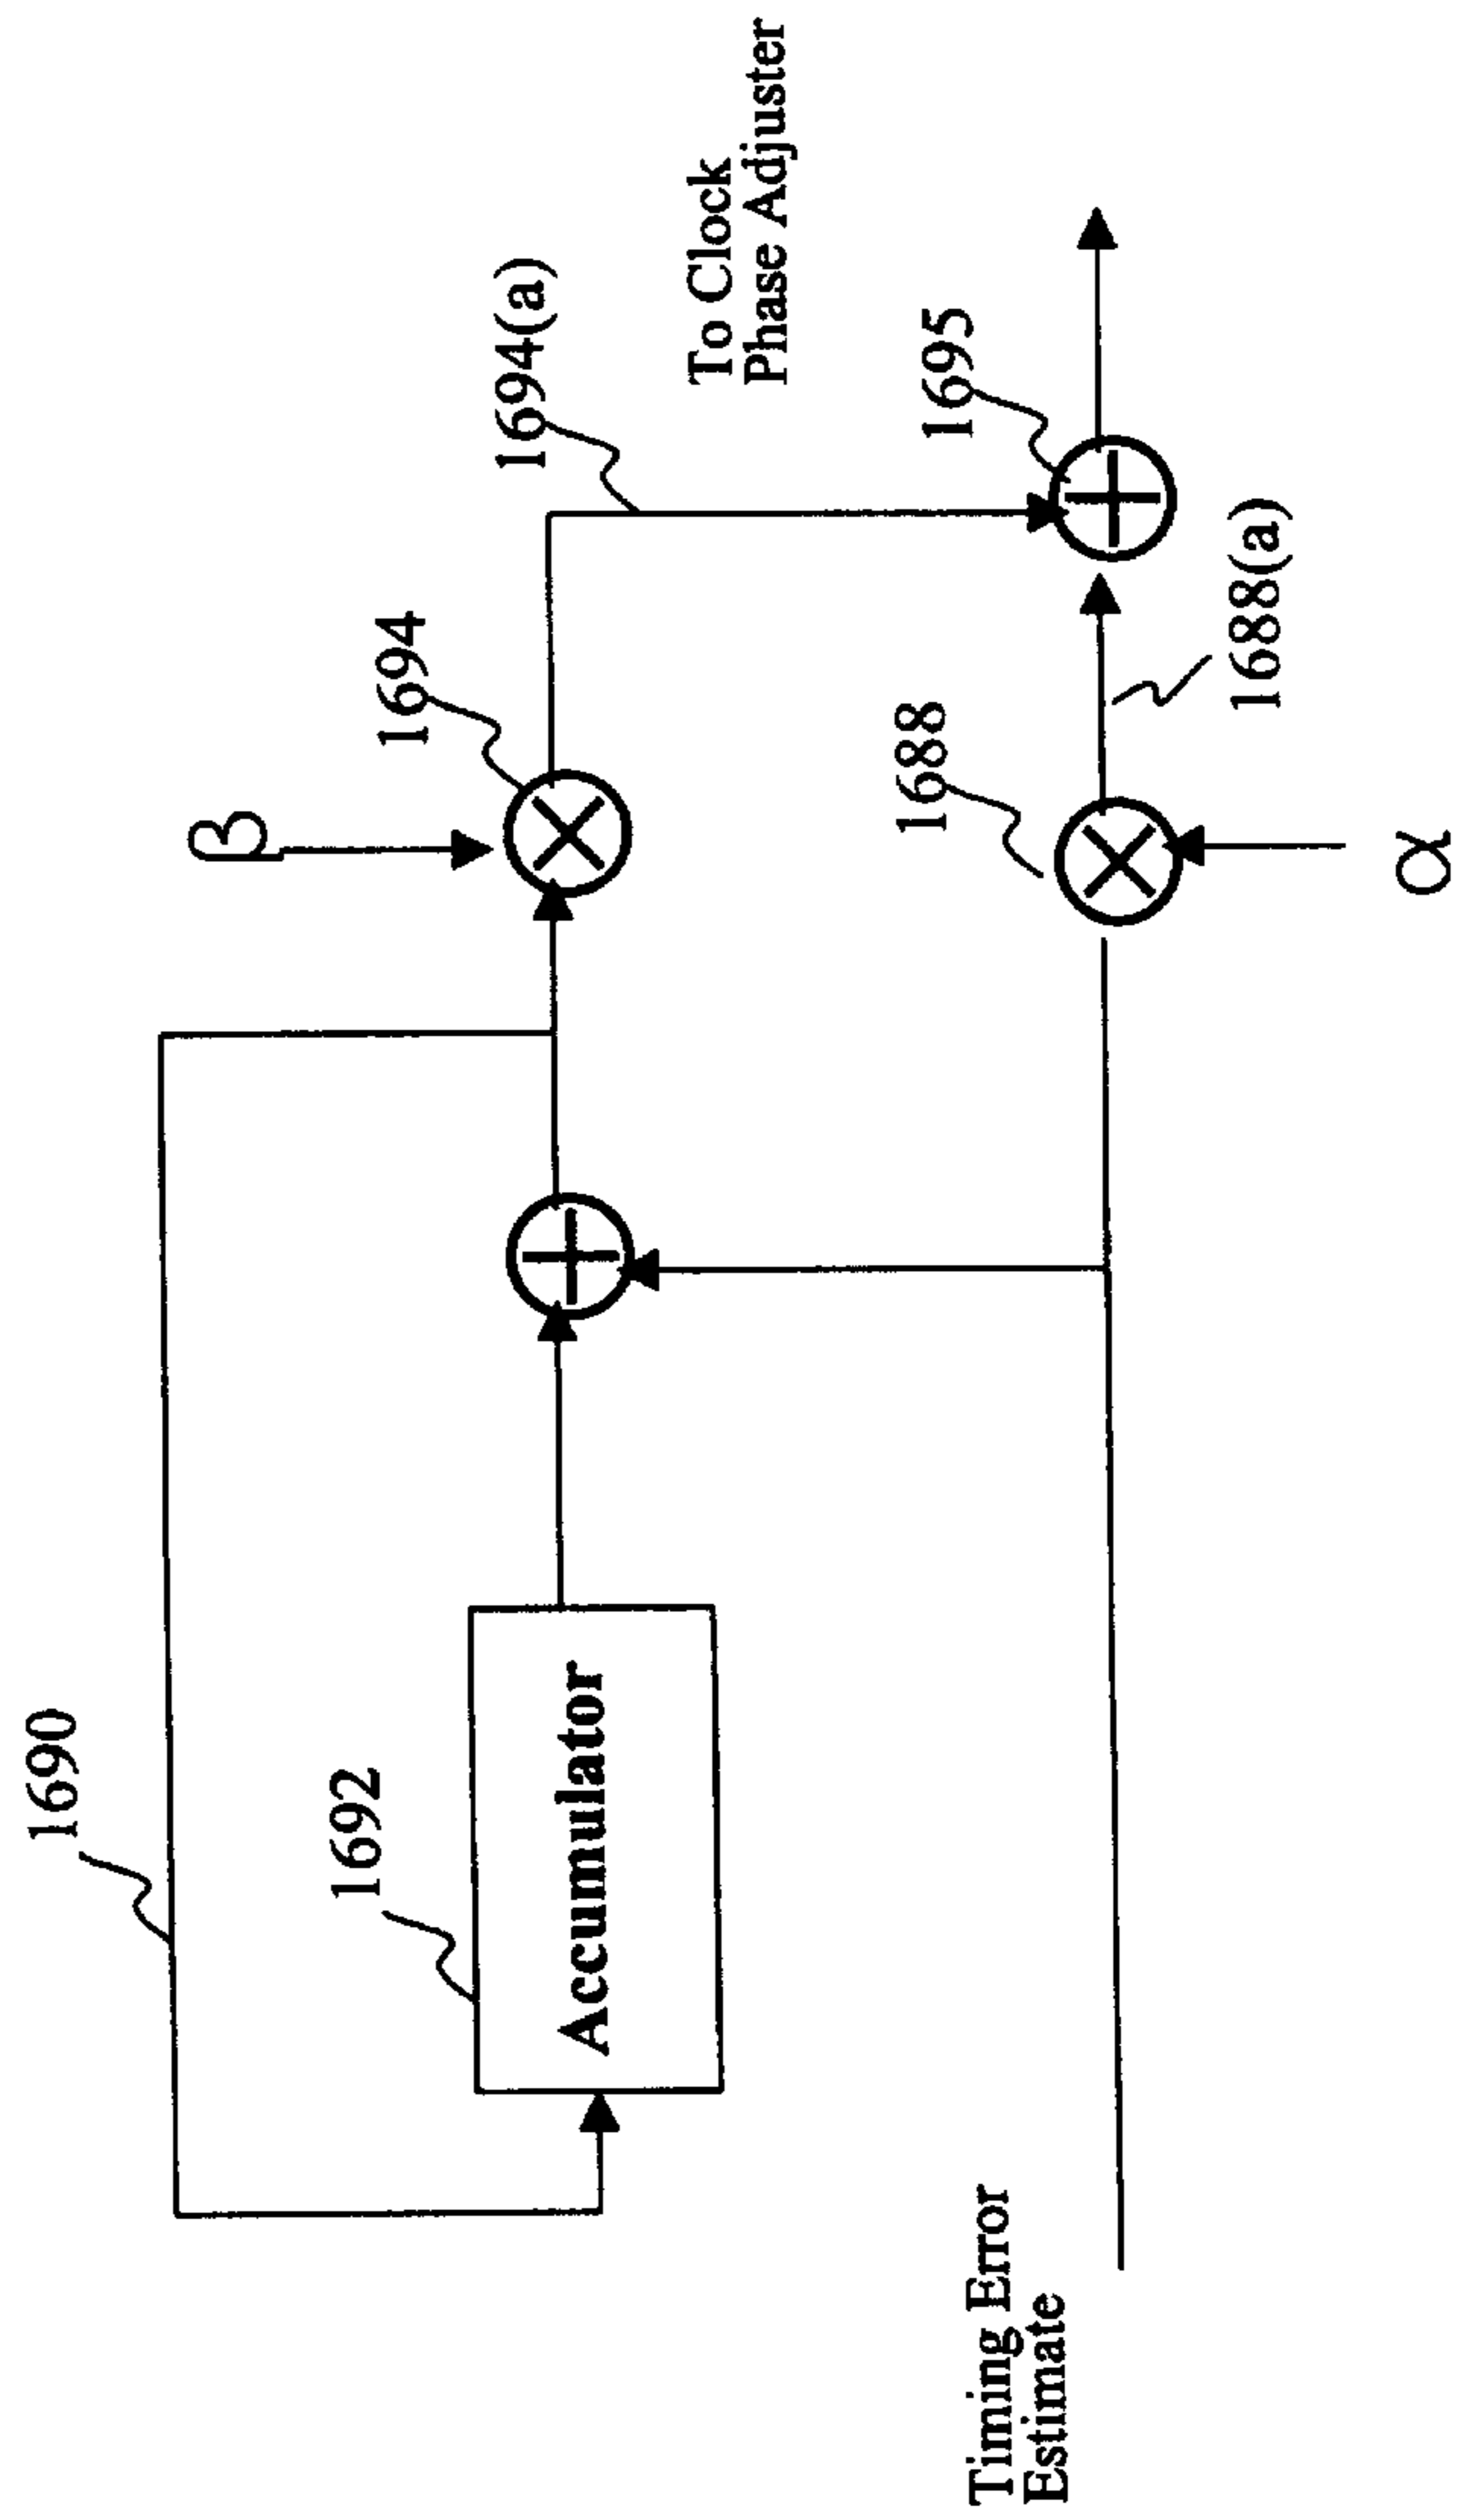 1690
1692
Accumulator
β
1694
1694(a)
To Clock
Phase Adjuster
Timing Error
Estimate
1688
1695
1688(a)
α